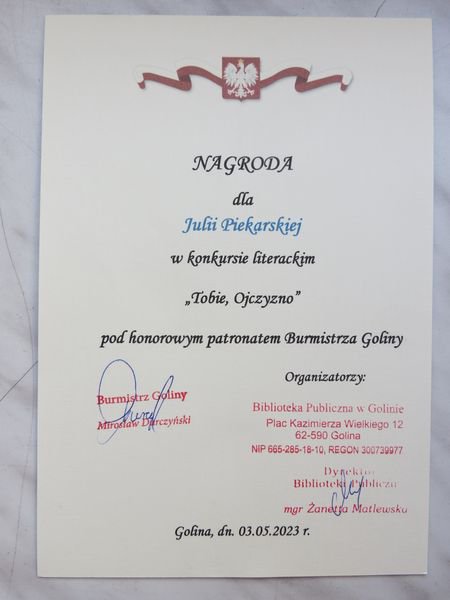 NAGRODA
dla
Julii Piekarskiej
w konkursie literackim
„Tobie, Ojczyzno”
pod honorowym patronatem Burmistrza Goliny
Organizatorzy:
Burmistrz Goliny
Mirosław Durczyński
Biblioteka Publiczna w Golinie
Plac Kazimierza Wielkiego 12
62-590 Golina
NIP 665-285-18-10, REGON 300739977
Dyrektor
Biblioteki Publicznej
mgr Żanetta Matlewska
Golina, dn. 03.05.2023 r.